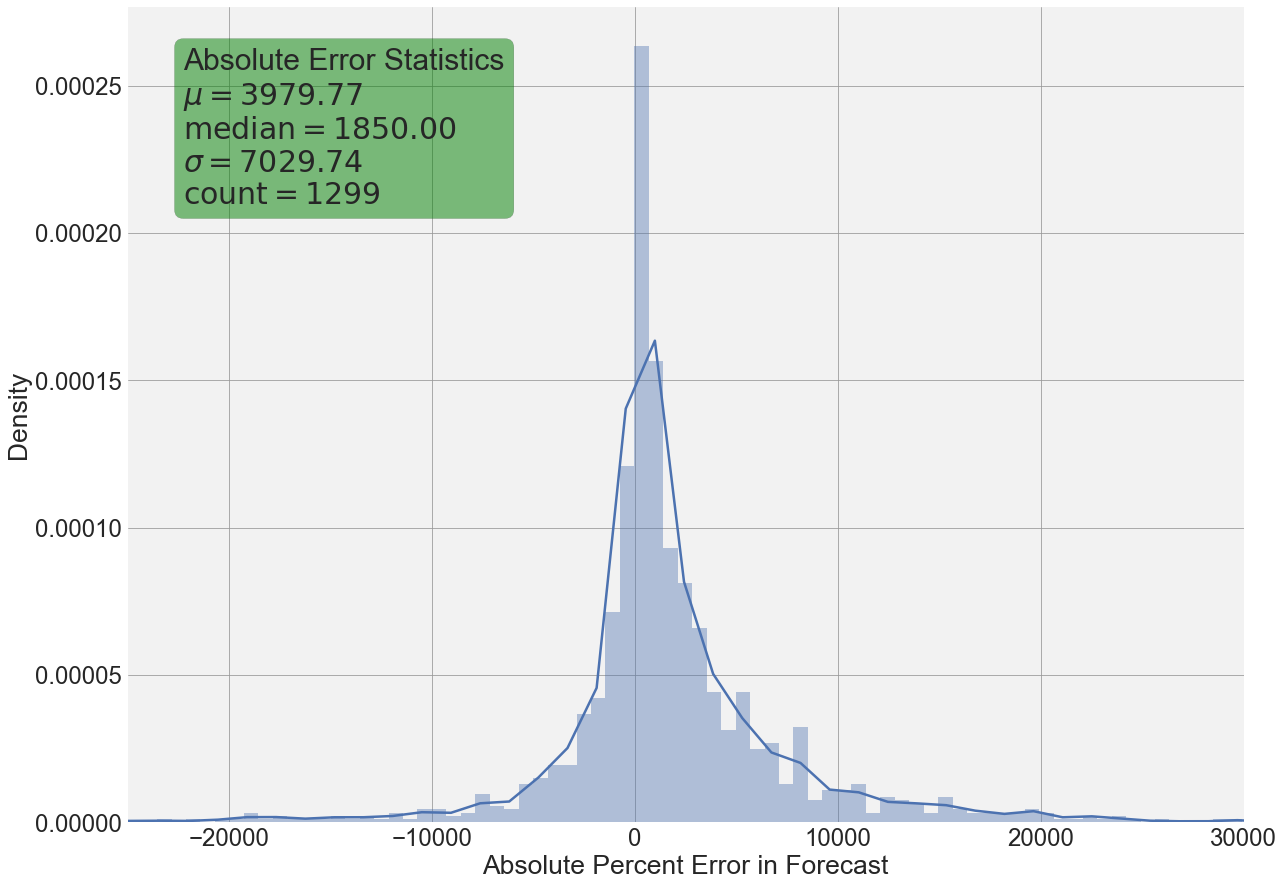 Absolute Error Statistics
μ = 3979.77
median = 1850.00
σ = 7029.74
count = 1299
0.00025
0.00020
0.00015
0.00010
0.00005
0.00000
Density
−20000 −10000 0 10000 20000 30000
Absolute Percent Error in Forecast